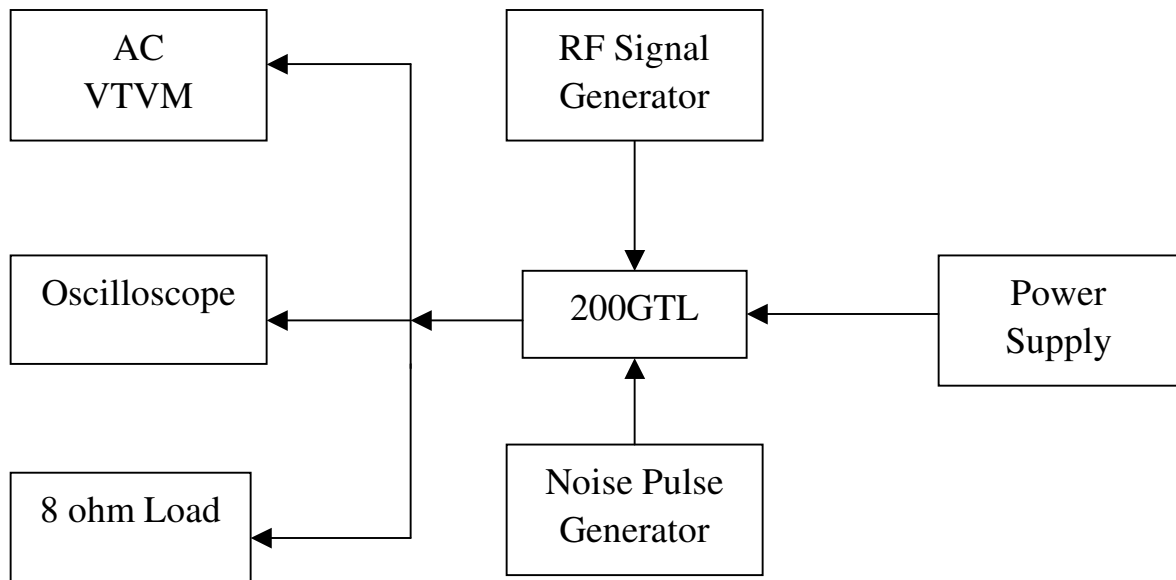 AC
VTVM
RF Signal
Generator
Oscilloscope
200GTL
Power
Supply
8 ohm Load
Noise Pulse
Generator